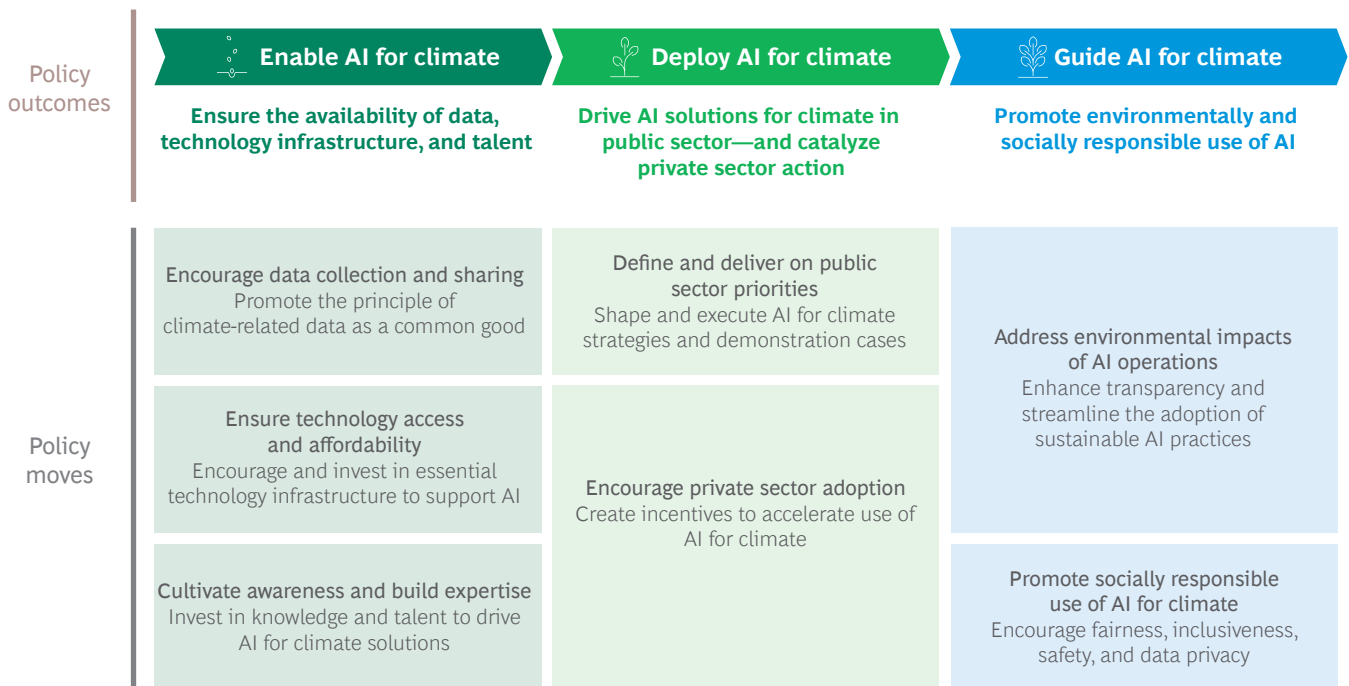 Policy
outcomes
Enable AI for climate
Ensure the availability of data,
technology infrastructure, and talent
Deploy AI for climate
Drive AI solutions for climate in
public sector—and catalyze
private sector action
Guide AI for climate
Promote environmentally and
socially responsible use of AI
Policy
moves
Encourage data collection and sharing
Promote the principle of
climate-related data as a common good
Ensure technology access
and affordability
Encourage and invest in essential
technology infrastructure to support AI
Cultivate awareness and build expertise
Invest in knowledge and talent to drive
AI for climate solutions
Define and deliver on public
sector priorities
Shape and execute AI for climate
strategies and demonstration cases
Encourage private sector adoption
Create incentives to accelerate use of
AI for climate
Address environmental impacts
of AI operations
Enhance transparency and
streamline the adoption of
sustainable AI practices
Promote socially responsible
use of AI for climate
Encourage fairness, inclusiveness,
safety, and data privacy